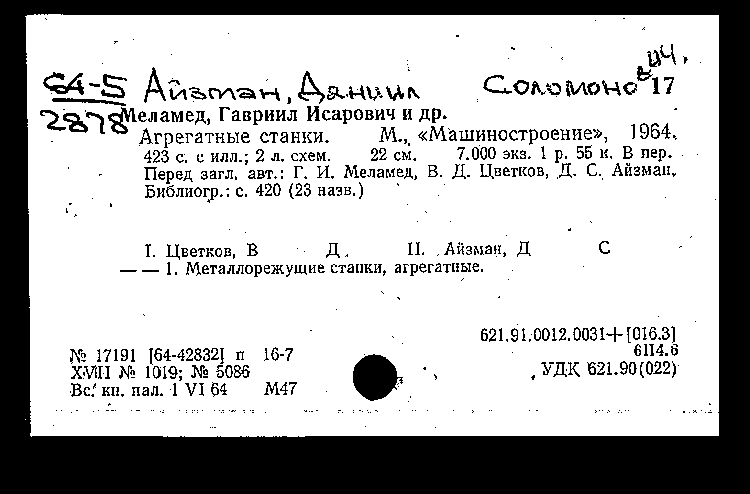 64-5 Айзман, Даниил Соломонович. 17
2878 Меламед, Гавриил Исарович и др.
Агрегатные станки. М., «Машиностроение», 1964.
423 с. с илл.; 2 л. схем. 22 см. 7.000 экз. 1 р. 55 к. В пер.
Перед загл. авт.: Г. И. Меламед, В. Д. Цветков, Д. С. Айзман.
Библиогр.: с. 420 (23 назв.)
I. Цветков, В Д. II. Айзман, Д С
— — 1. Металлорежущие станки, агрегатные.
621.91.0012.0031+[016.3]
№ 17191 [64-42832] п 16-7
6П4.6
XVIII № 1019; № 5086
УДК 621.90(022)
Вс. кн. пал. 1 VI 64 М47